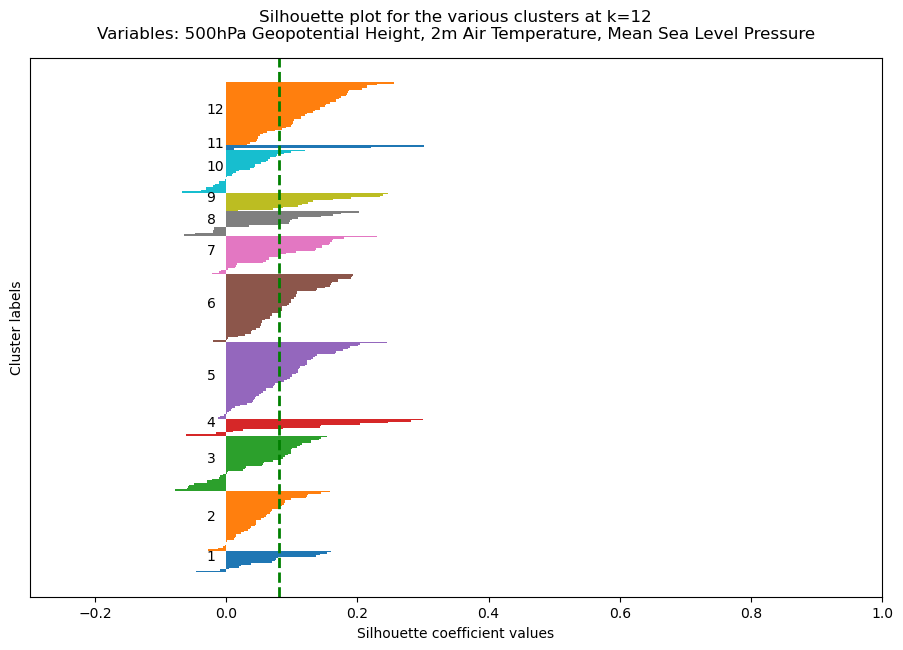 Silhouette plot for the various clusters at k=12
Variables: 500hPa Geopotential Height, 2m Air Temperature, Mean Sea Level Pressure
Cluster labels
12
11
10
9
8
7
6
5
4
3
2
1
−0.2 0.0 0.2 0.4 0.6 0.8 1.0
Silhouette coefficient values